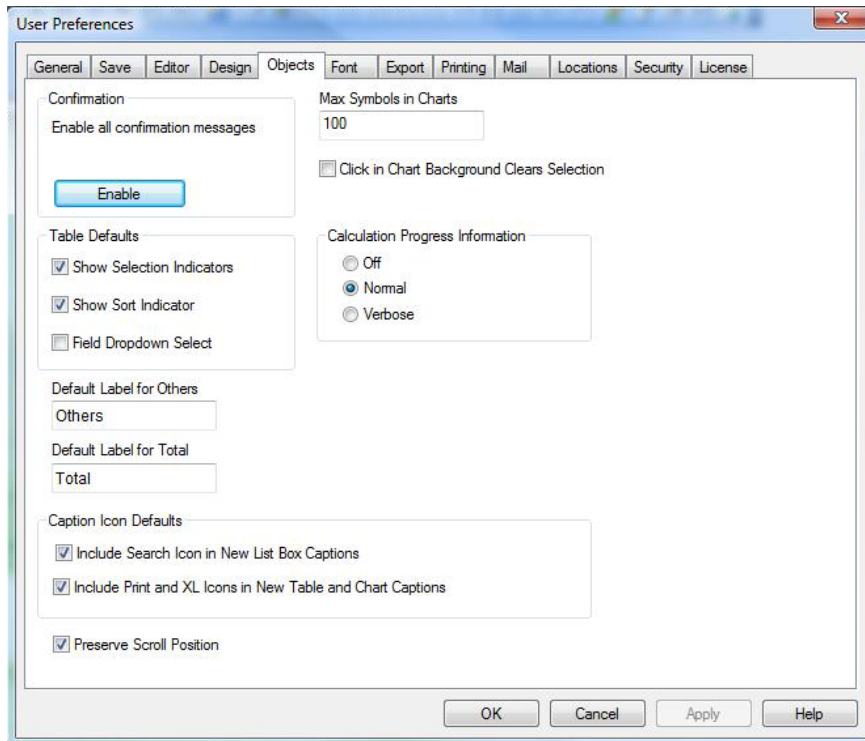 User Preferences
General Save Editor Design Objects Font Export Printing Mail Locations Security License
Confirmation
Enable all confirmation messages
Enable
Max Symbols in Charts
100
Click in Chart Background Clears Selection
Table Defaults
Show Selection Indicators
Show Sort Indicator
Field Dropdown Select
Calculation Progress Information
Off
Normal
Verbose
Default Label for Others
Others
Default Label for Total
Total
Caption Icon Defaults
Include Search Icon in New List Box Captions
Include Print and XL Icons in New Table and Chart Captions
Preserve Scroll Position
OK Cancel Apply Help